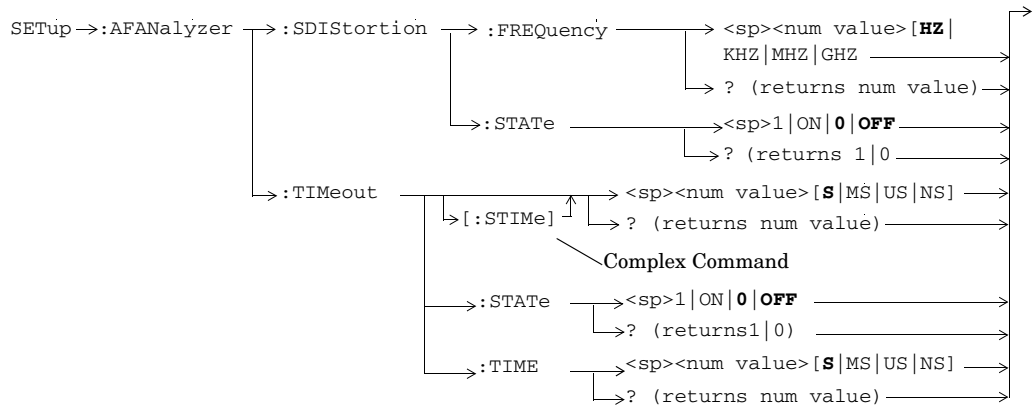 SETup :AFANalyzer :SDIStortion :FREQuency <sp><num value>[HZ|
KHZ|MHZ|GHZ
? (returns num value)
:STATe <sp>1|ON|0|OFF
? (returns 1|0
:TIMeout <sp><num value>[S|MS|US|NS]
[:STIMe] ? (returns num value)
Complex Command
:STATe <sp>1|ON|0|OFF
? (returns1|0)
:TIME <sp><num value>[S|MS|US|NS]
? (returns num value)